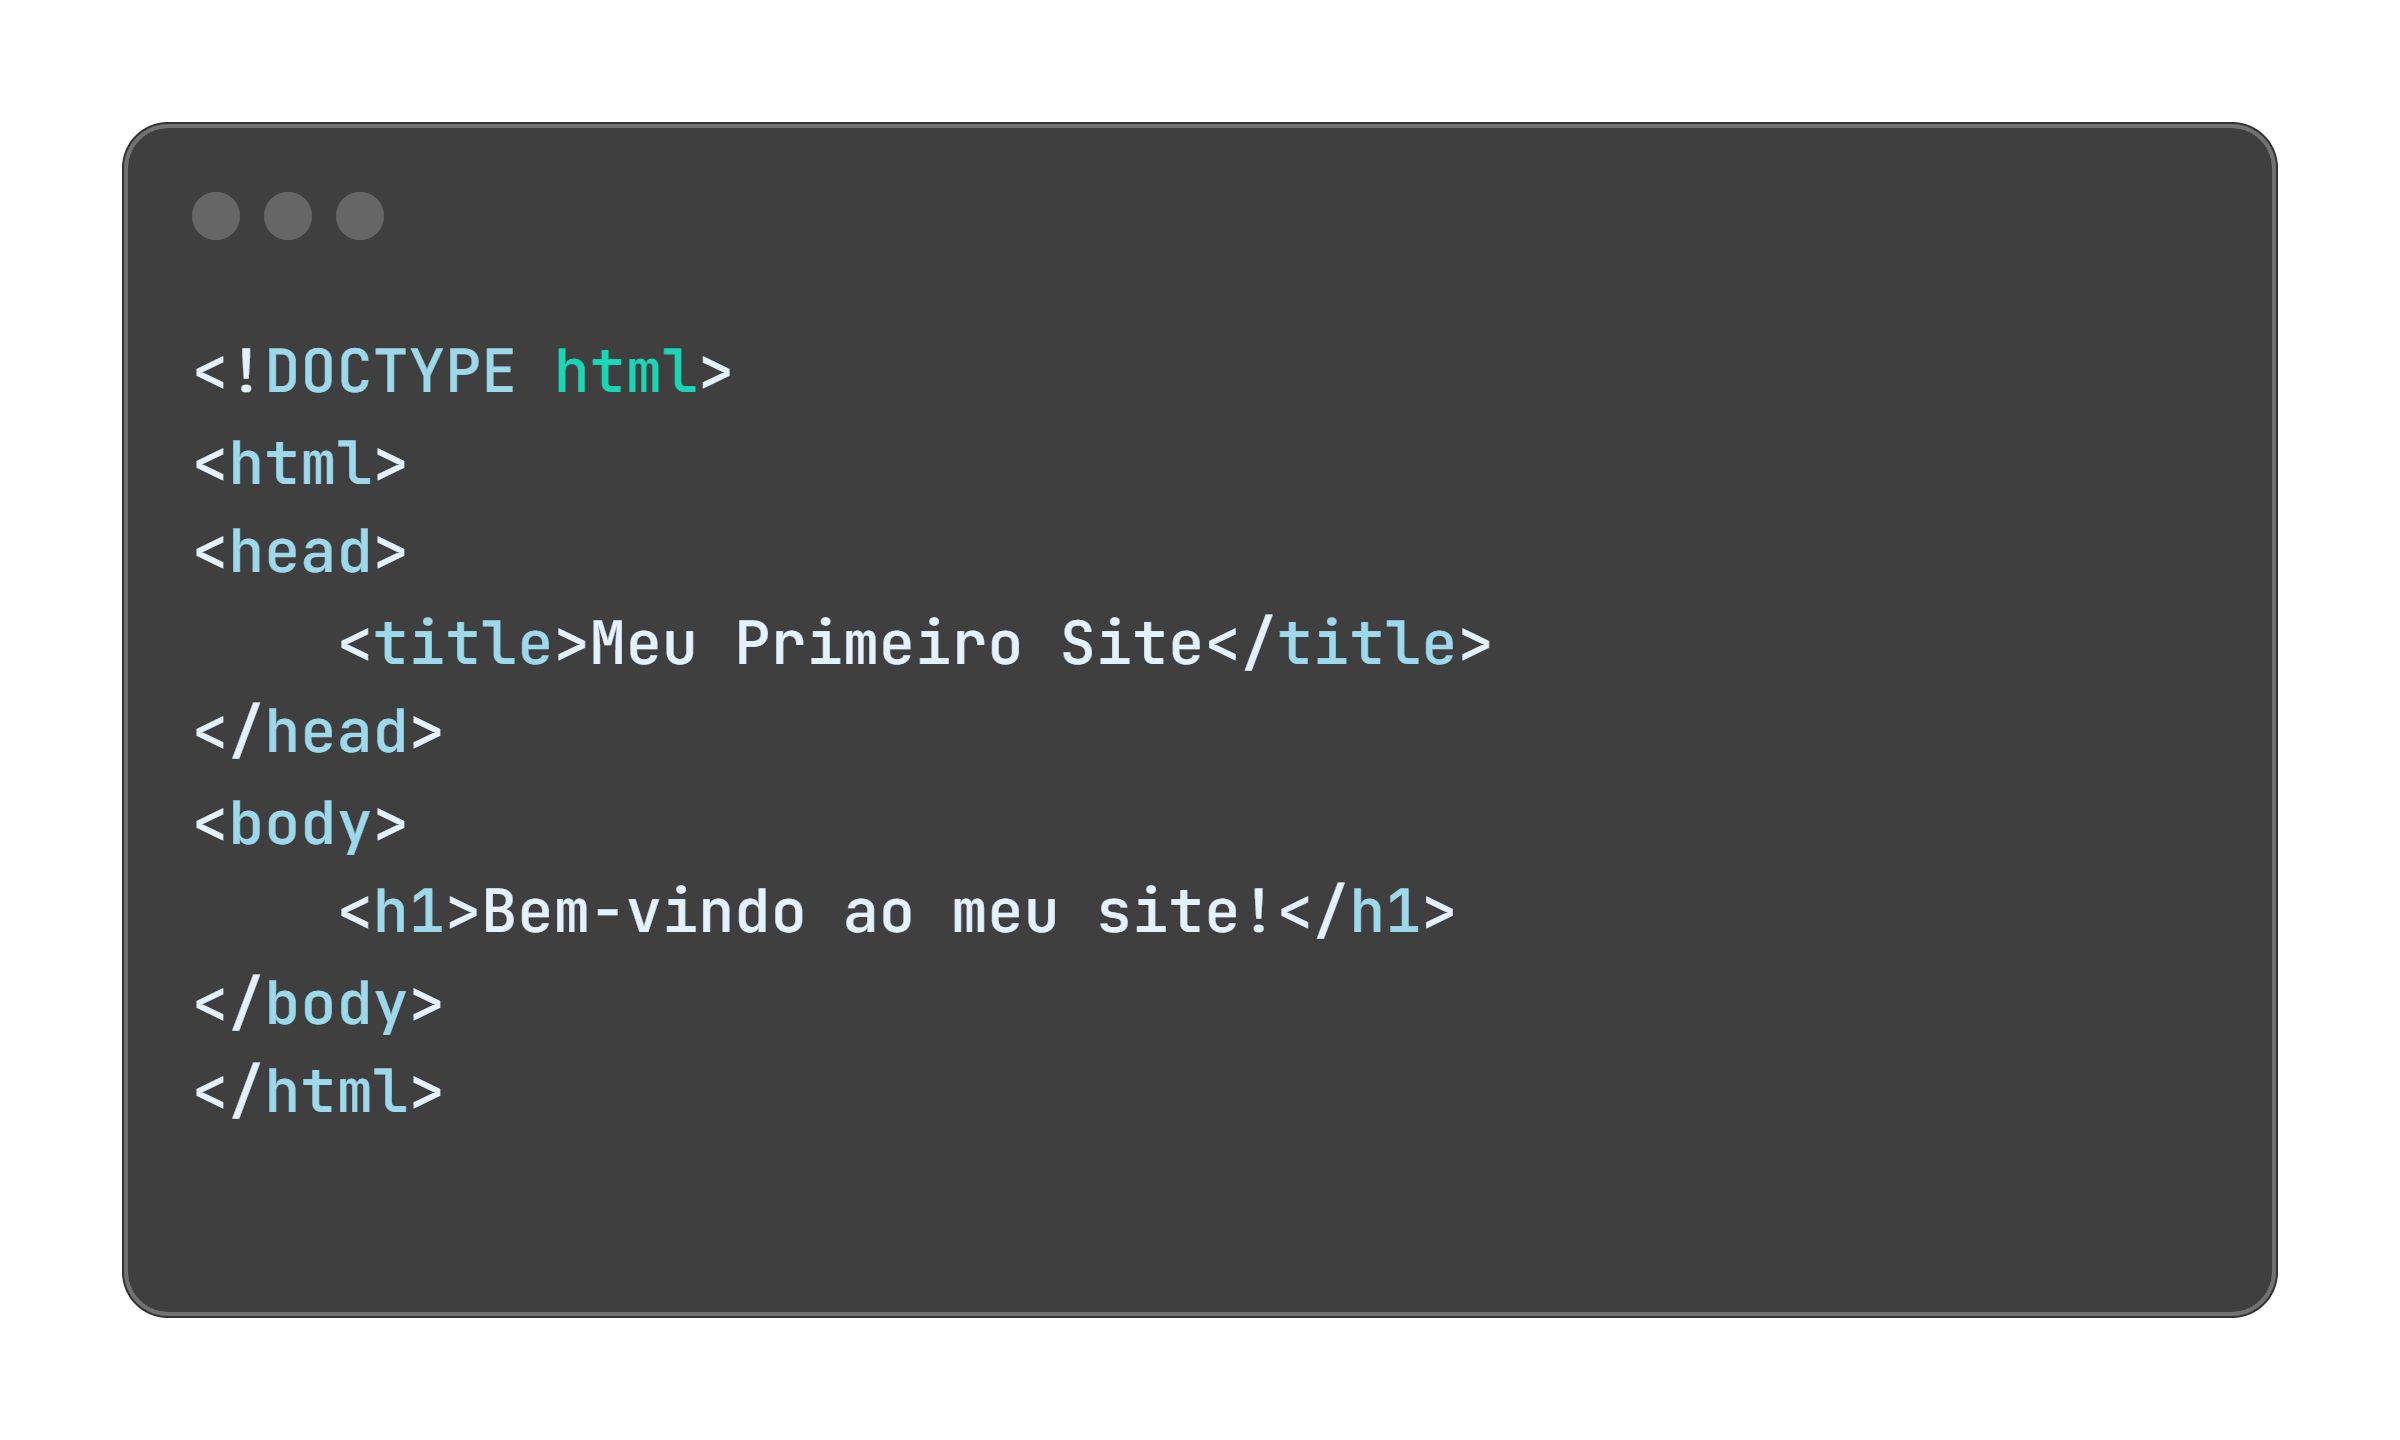 <!DOCTYPE html>
<html>
<head>
    <title>Meu Primeiro Site</title>
</head>
<body>
    <h1>Bem-vindo ao meu site!</h1>
</body>
</html>